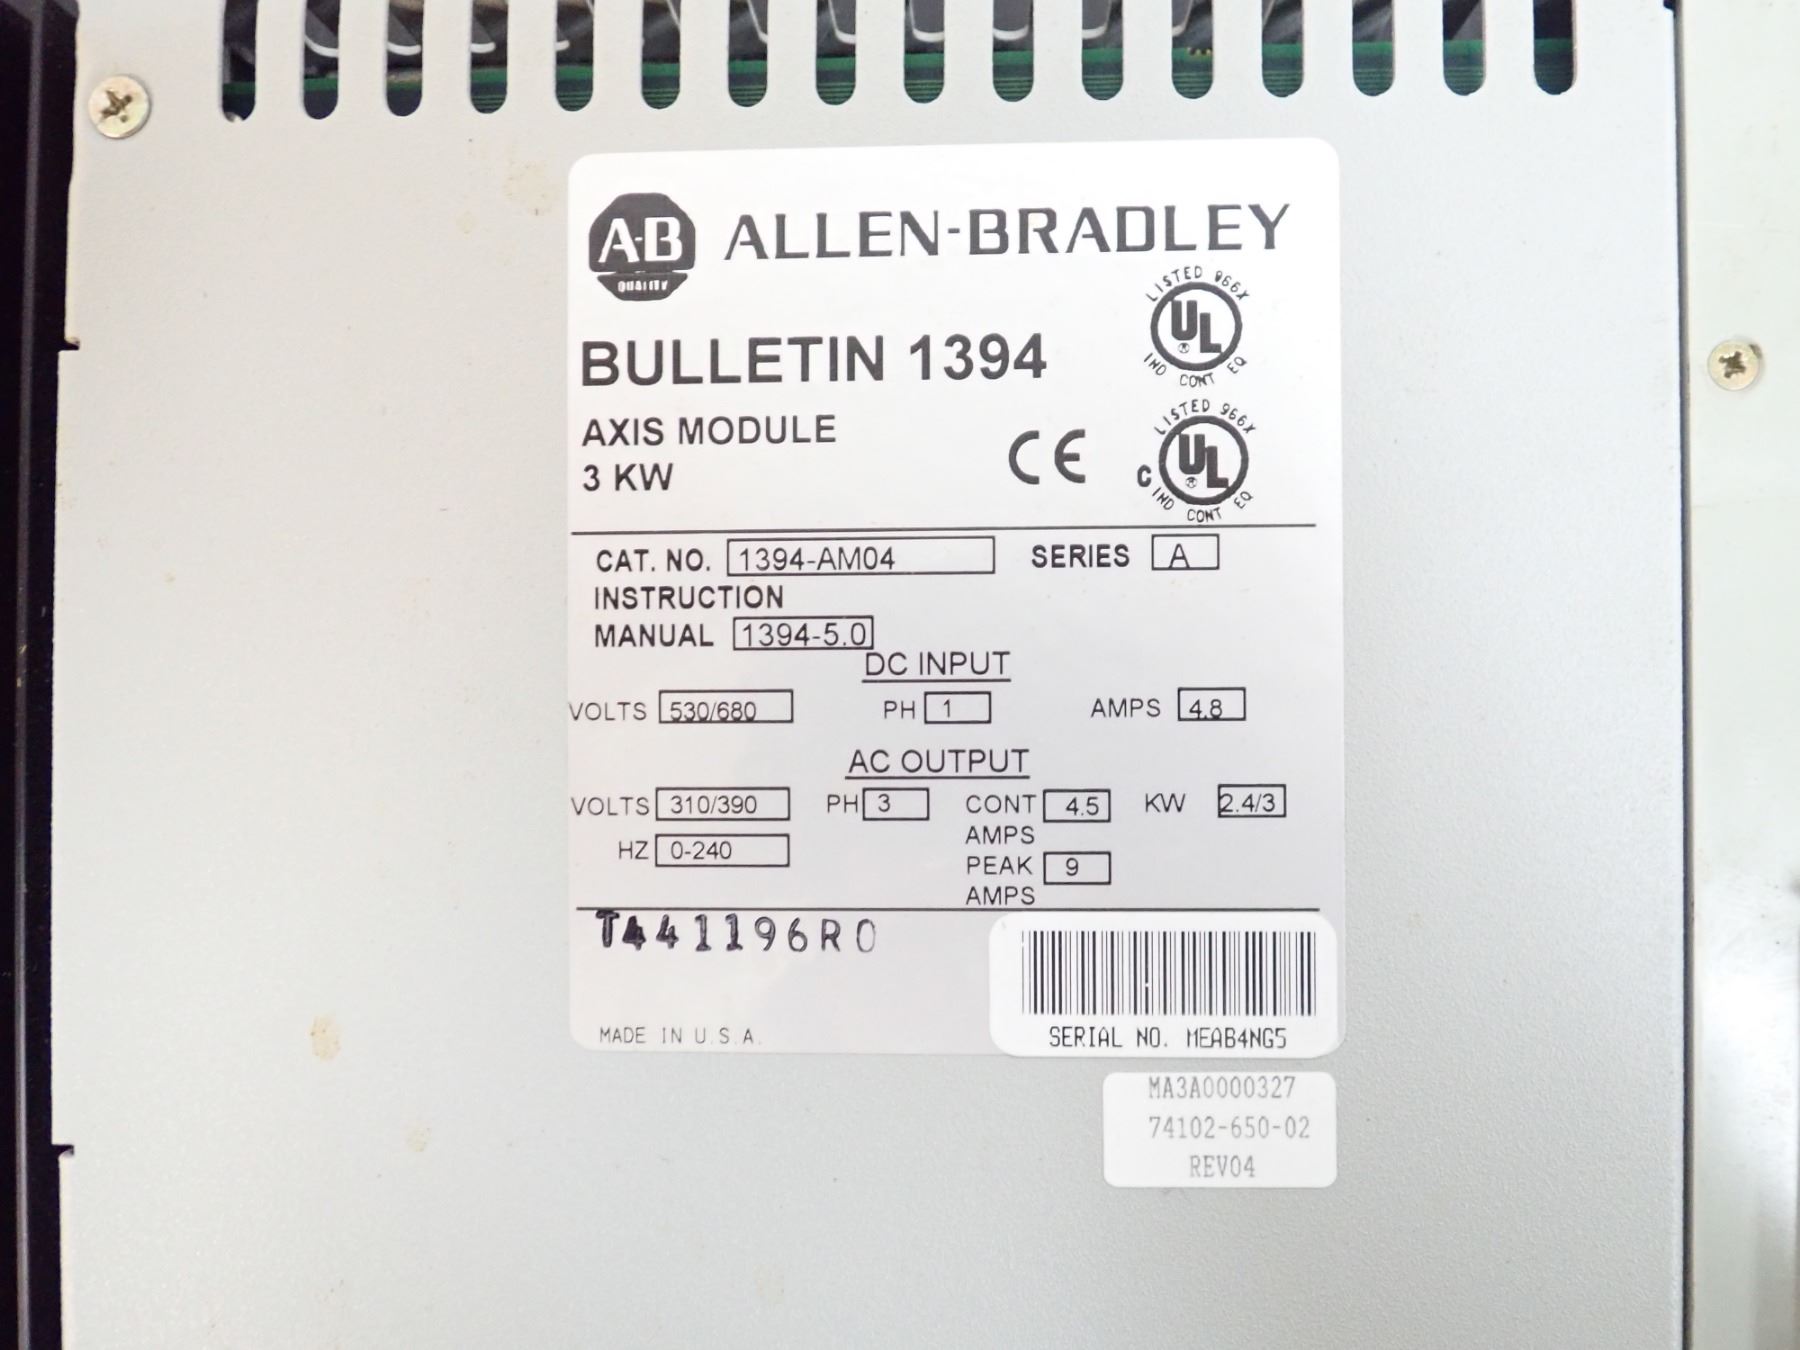 A-B QUALITY ALLEN-BRADLEY
LISTED 966X
UL
IND CONT EQ
BULLETIN 1394
AXIS MODULE
3 KW
CE
LISTED 966X
C UL
IND CONT EQ
CAT. NO. 1394-AM04 SERIES A
INSTRUCTION
MANUAL 1394-5.0
DC INPUT
VOLTS 530/680 PH 1 AMPS 4.8
AC OUTPUT
VOLTS 310/390 PH 3 CONT 4.5 KW 2.4/3
AMPS
HZ 0-240
PEAK 9
AMPS
T441196R0
MADE IN U.S.A.
SERIAL NO. MEAB4NG5
MA3A0000327
74102-650-02
REV04